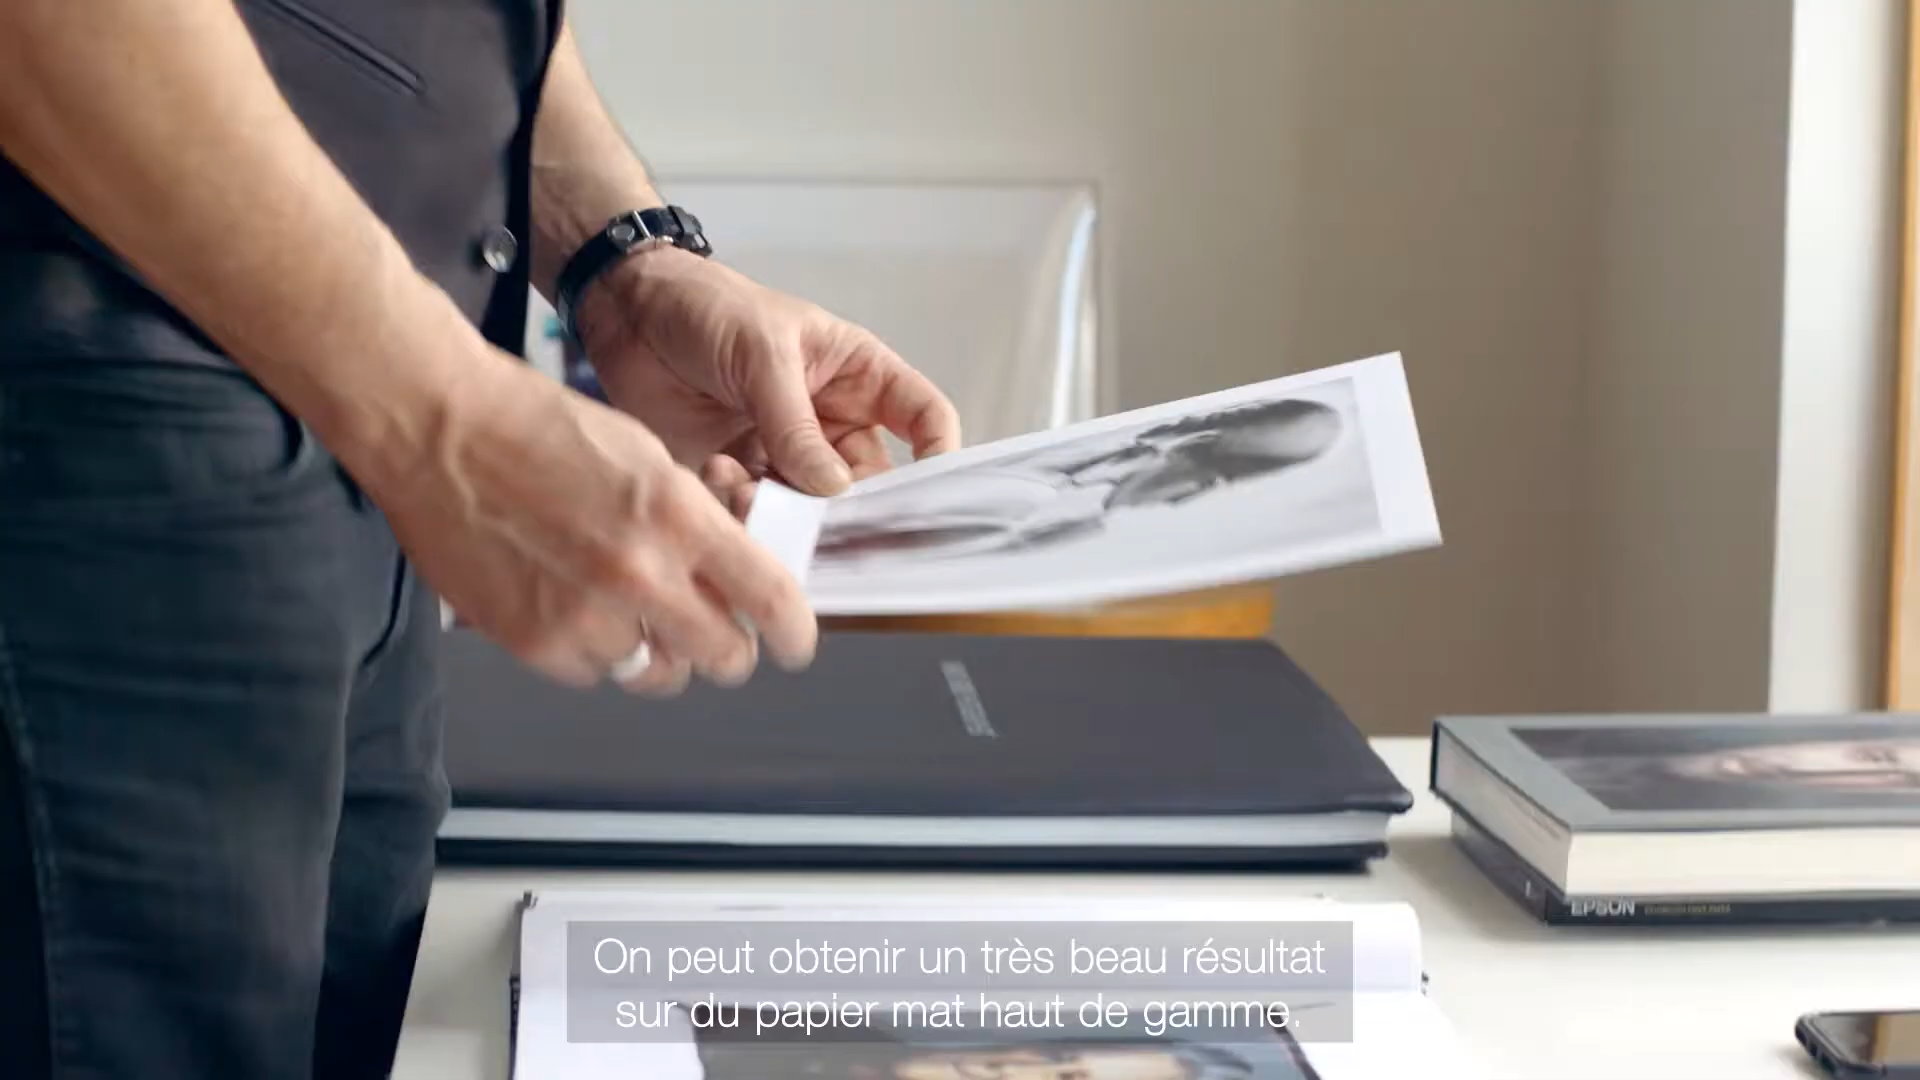 EPSON
On peut obtenir un très beau résultat
sur du papier mat haut de gamme.